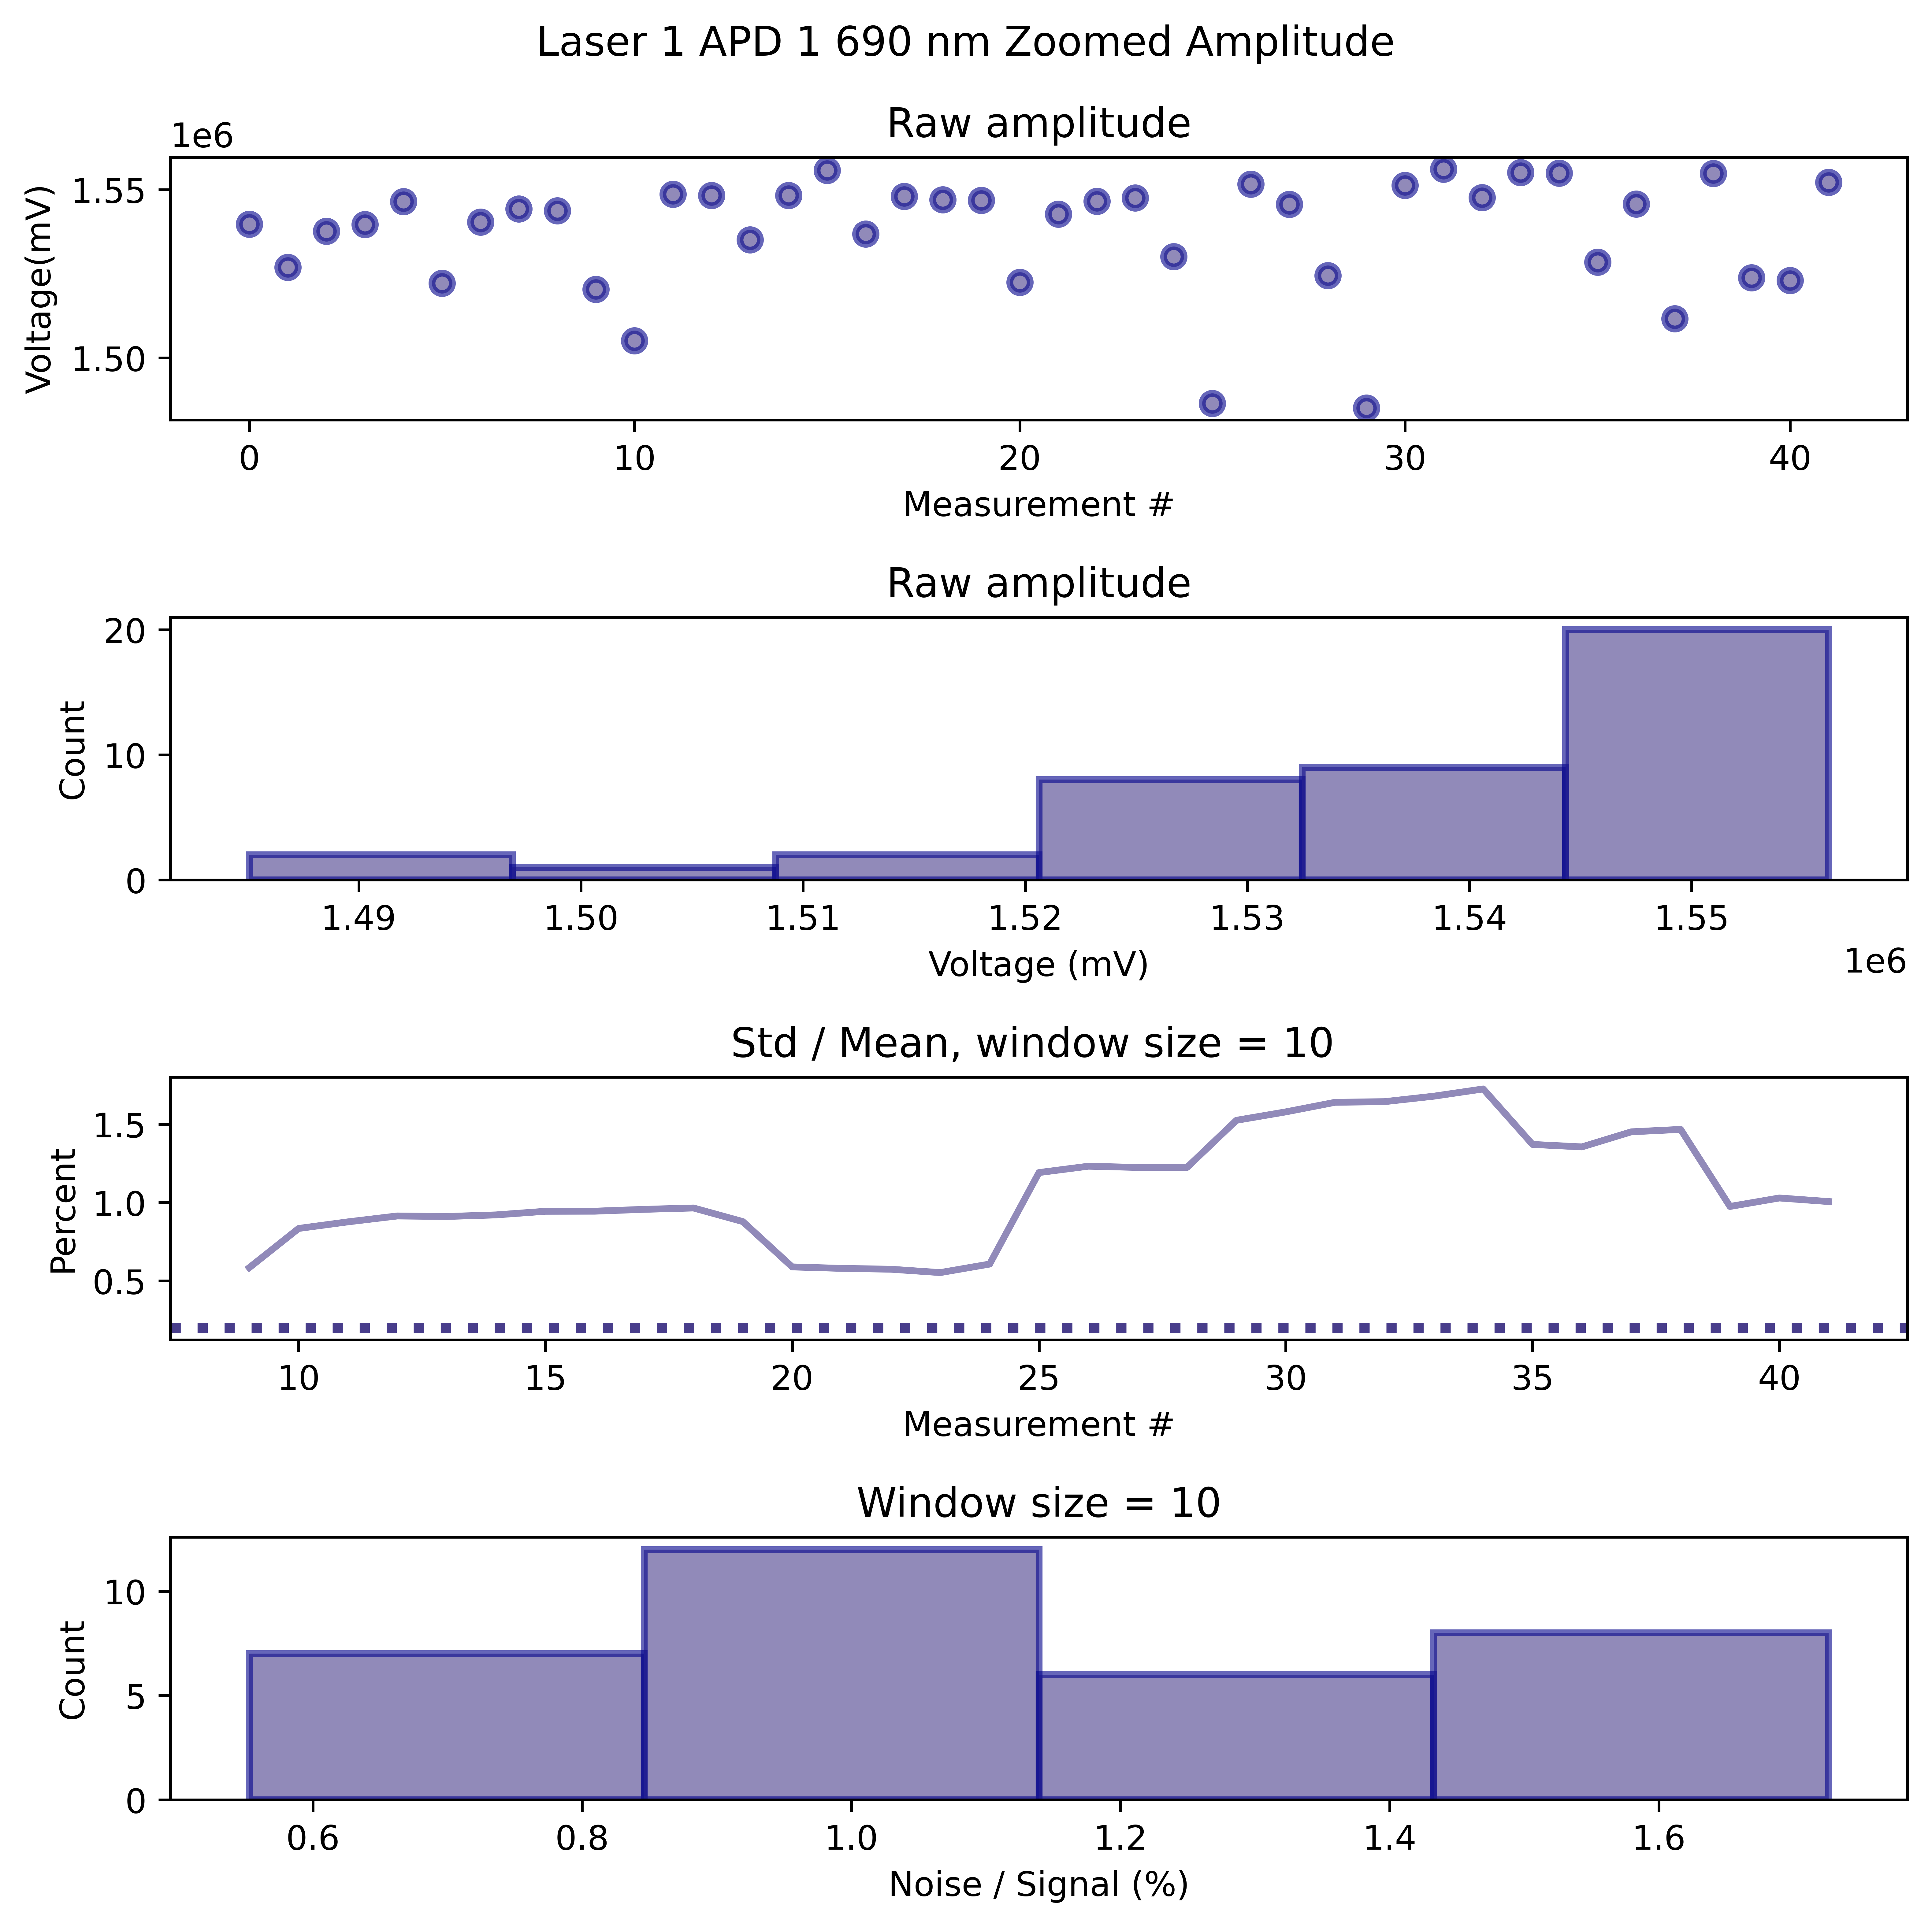 Laser 1 APD 1 690 nm Zoomed Amplitude
Raw amplitude
1e6
Voltage(mV)
1.55
1.50
0 10 20 30 40
Measurement #
Raw amplitude
Count
20
10
0
1.49 1.50 1.51 1.52 1.53 1.54 1.55
Voltage (mV)
1e6
Std / Mean, window size = 10
Percent
1.5
1.0
0.5
10 15 20 25 30 35 40
Measurement #
Window size = 10
Count
10
5
0
0.6 0.8 1.0 1.2 1.4 1.6
Noise / Signal (%)